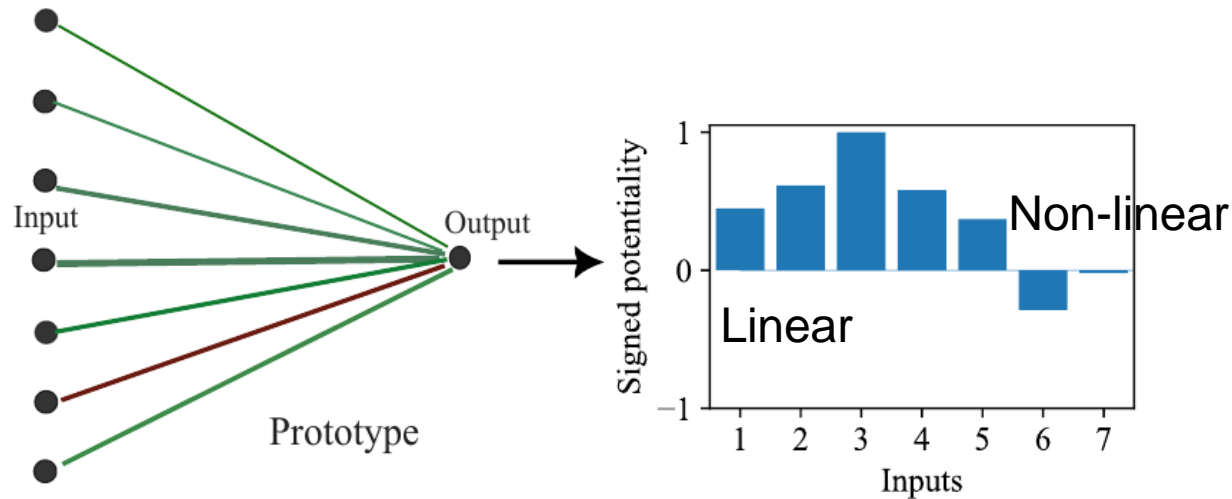 Input
Output
Prototype
Signed potentiality
1
0
−1
Non-linear
Linear
1 2 3 4 5 6 7
Inputs